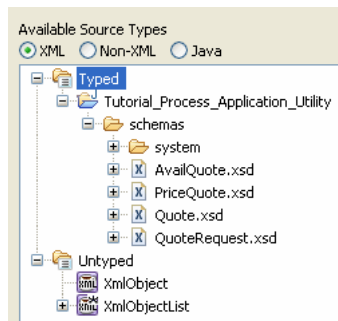 Available Source Types
XML Non-XML Java
Typed
Tutorial_Process_Application_Utility
schemas
system
AvailQuote.xsd
PriceQuote.xsd
Quote.xsd
QuoteRequest.xsd
Untyped
XmlObject
XmlObjectList